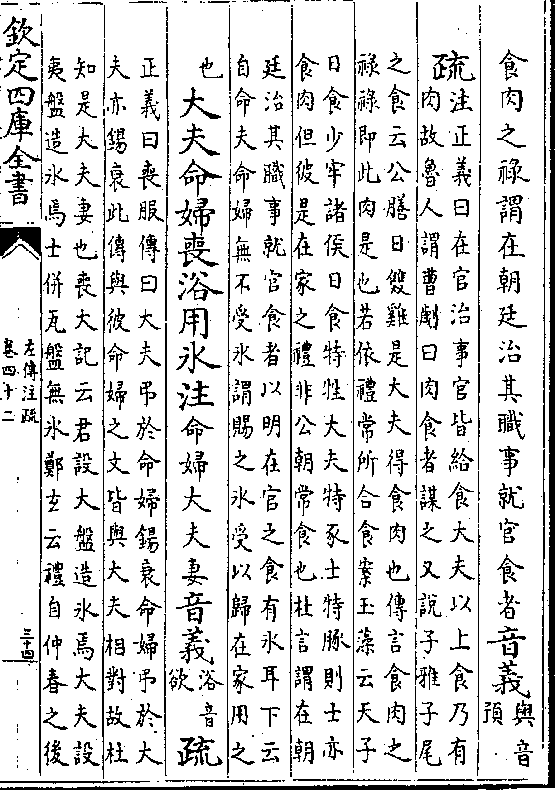 食肉之祿謂在朝廷治其職事就官食者音義與音預
疏注正義曰在官治事官皆給食大夫以上食乃有
肉故魯人謂曹劌曰肉食者謀之又說子雅子尾
之食云公膳日雙雞是大夫得食肉也傳言食肉之
祿祿即此肉是也若依禮常所合食案玉藻云天子
日食少牢諸侯日食特牲大夫特豕士特豚則士亦
食肉但彼是在家之禮非公朝常食也杜言謂在朝
廷治其職事就官食者以明在官之食有氷耳下云
自命夫命婦無不受氷謂賜之氷受以歸在家用之
也大夫命婦喪浴用氷注命婦大夫妻音義浴音欲疏
正義曰喪服傳曰大夫弔於命婦錫衰命婦弔於大
夫亦錫衰此傳與彼命婦之文皆與大夫相對故杜
知是大夫妻也喪大記云君設大盤造氷焉大夫設
夷盤造氷焉士併瓦盤無氷鄭玄云禮自仲春之後
欽定四庫全書
左傳注疏
卷四十二
三十四